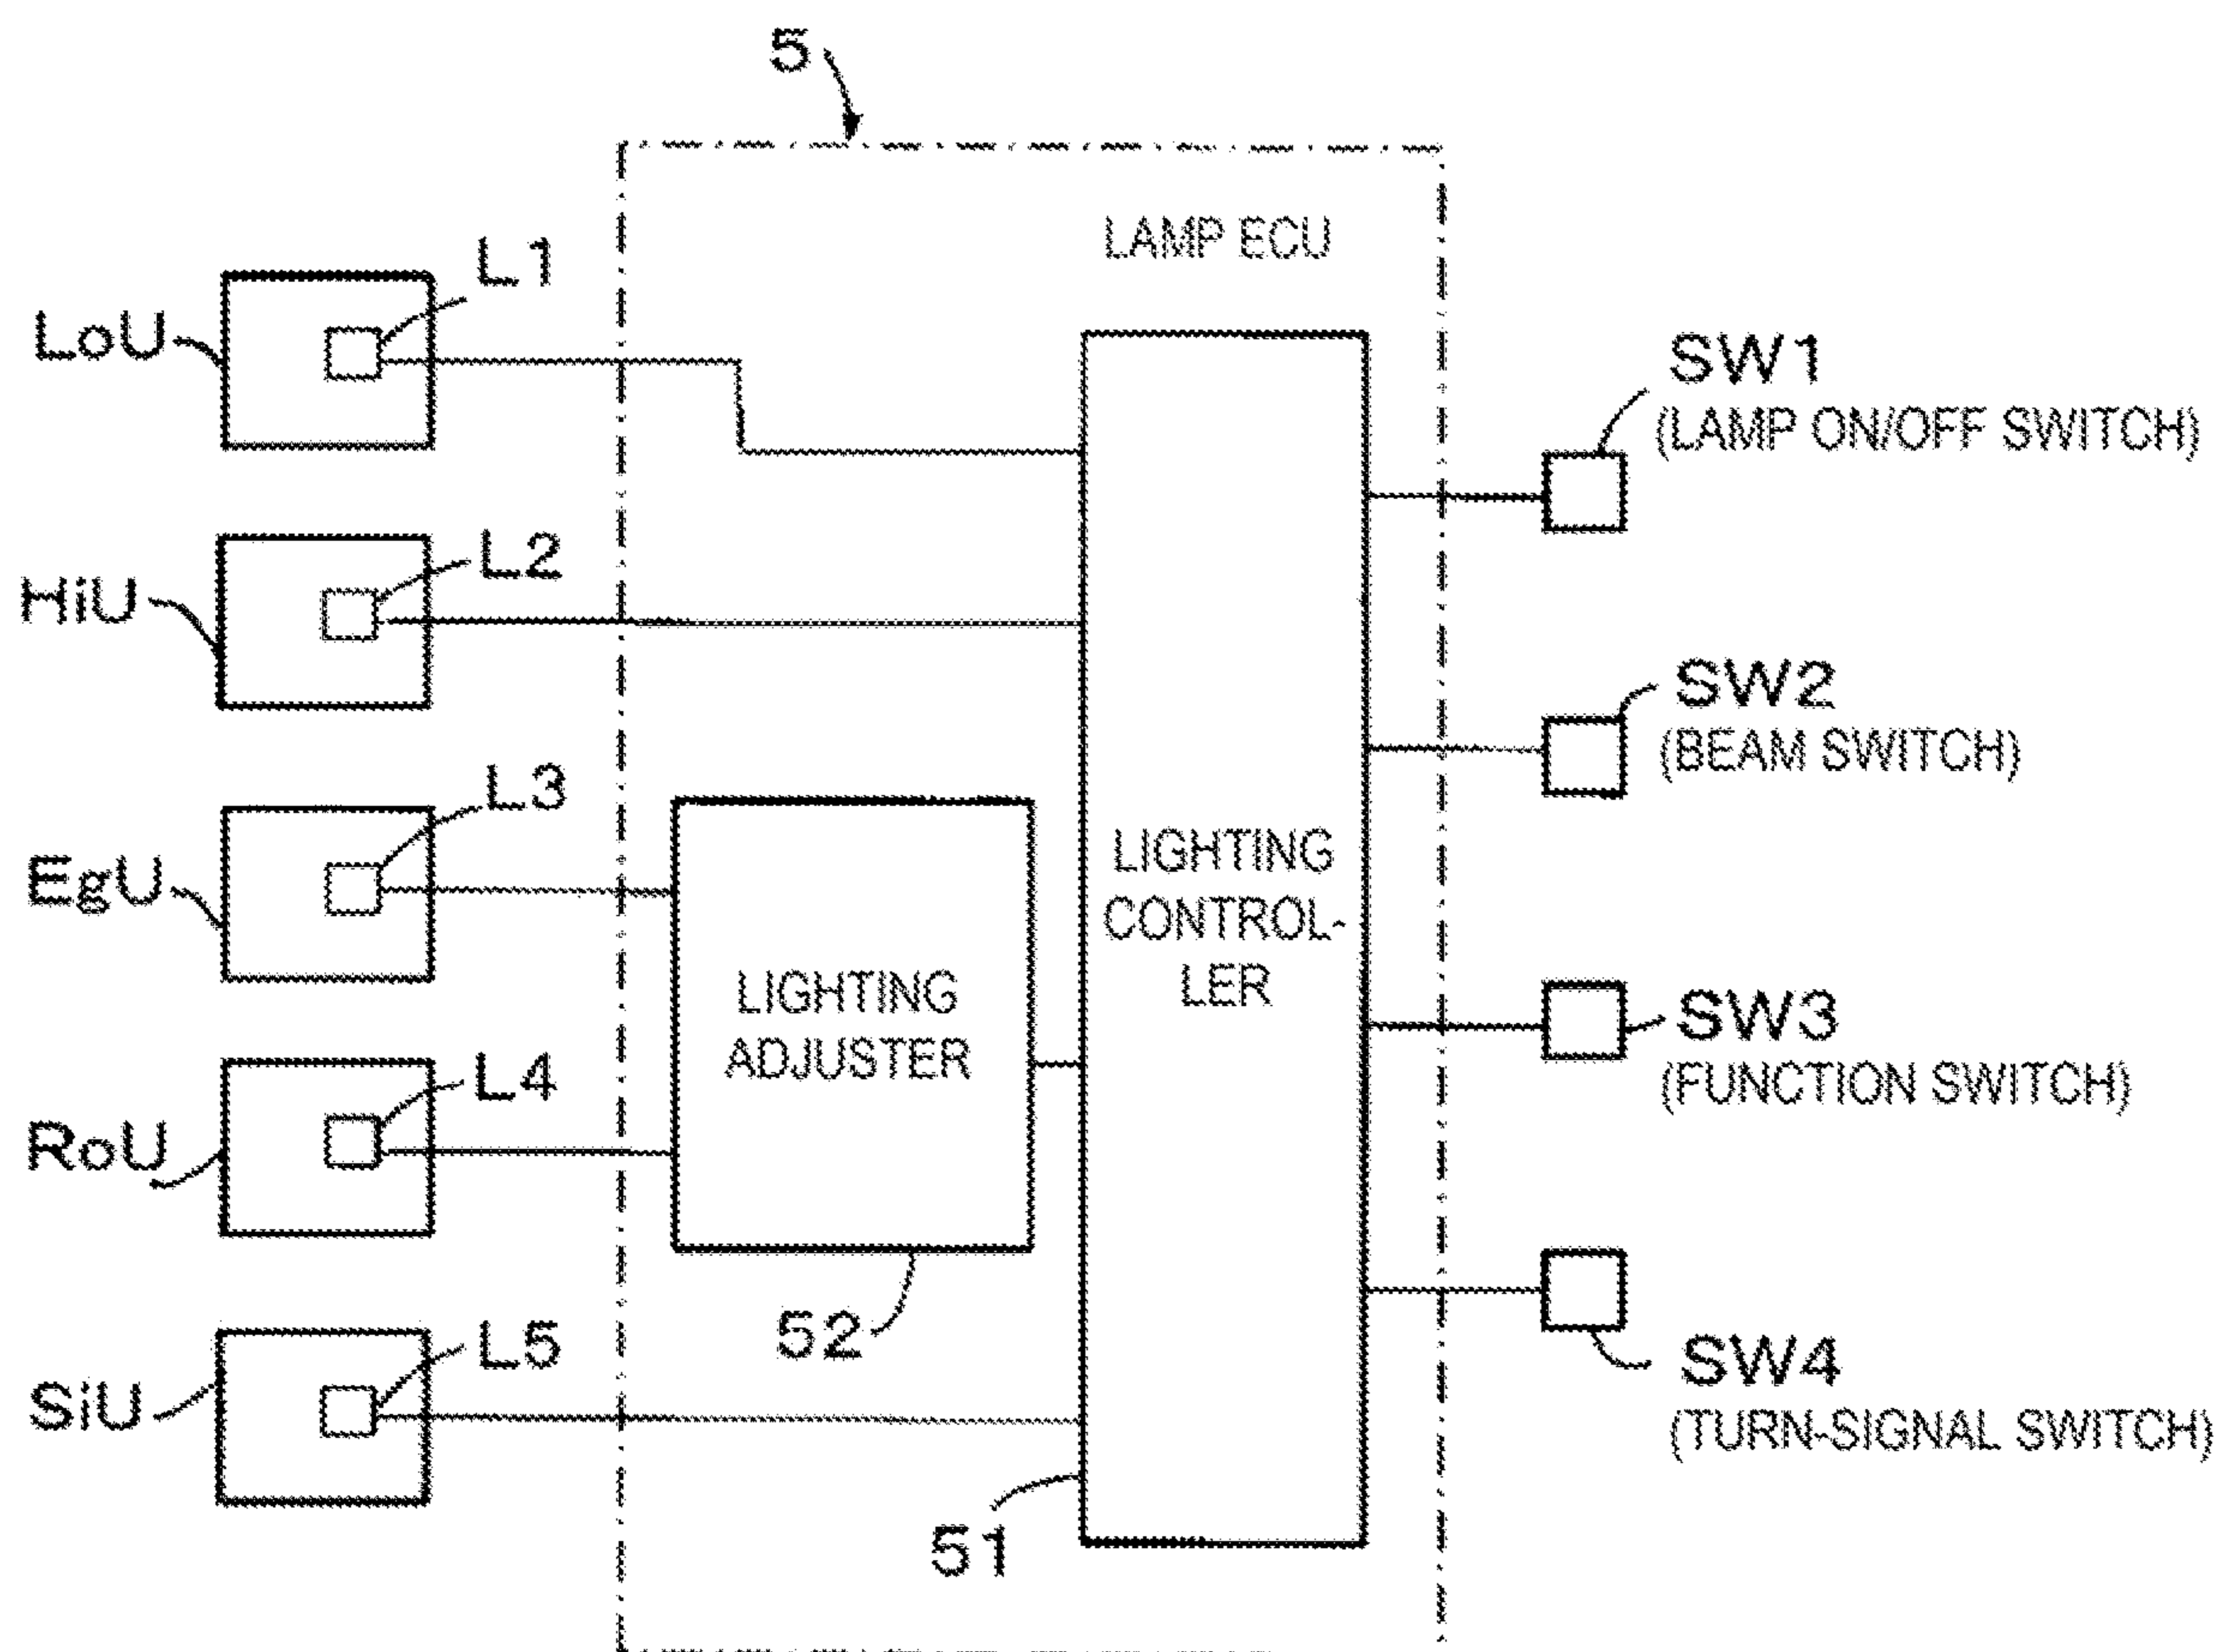 5
LAMP ECU
LoU
L1
HiU
L2
EgU
L3
RoU
L4
SiU
L5
LIGHTING
ADJUSTER
52
LIGHTING
CONTROL-
LER
51
SW1
(LAMP ON/OFF SWITCH)
SW2
(BEAM SWITCH)
SW3
(FUNCTION SWITCH)
SW4
(TURN-SIGNAL SWITCH)